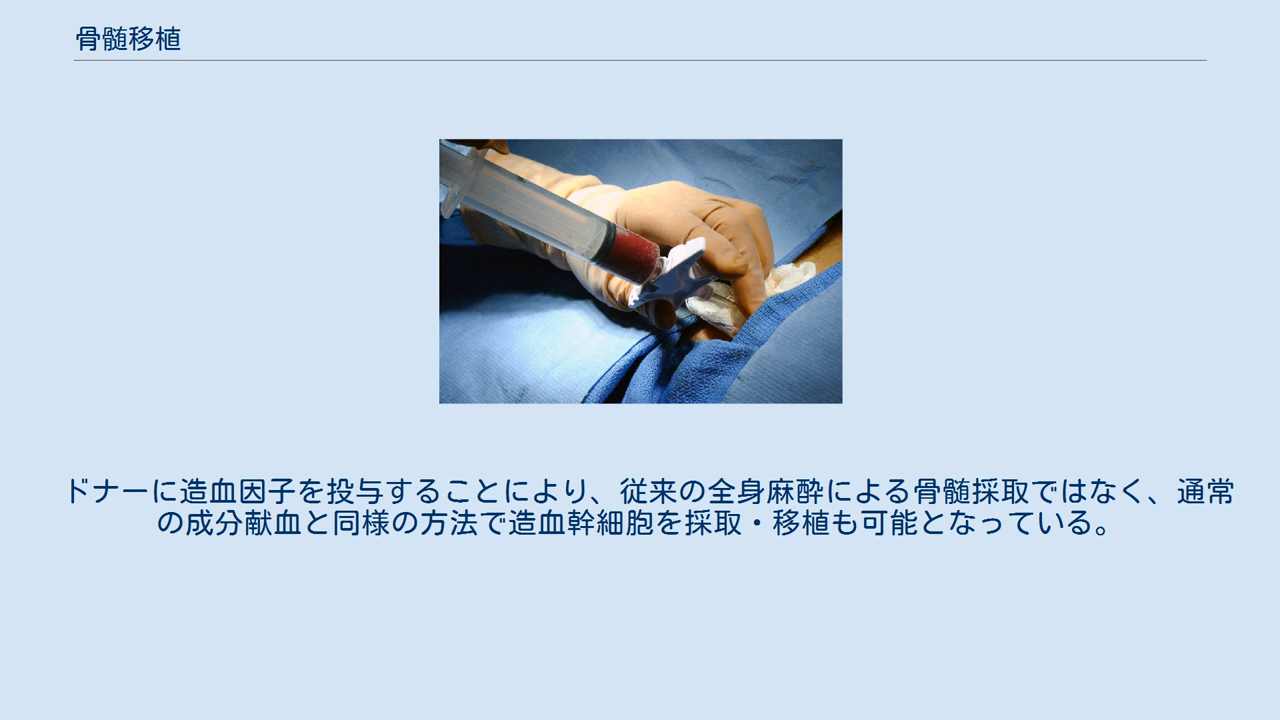 骨髄移植
ドナーに造血因子を投与することにより、従来の全身麻酔による骨髄採取ではなく、通常
の成分献血と同様の方法で造血幹細胞を採取・移植も可能となっている。